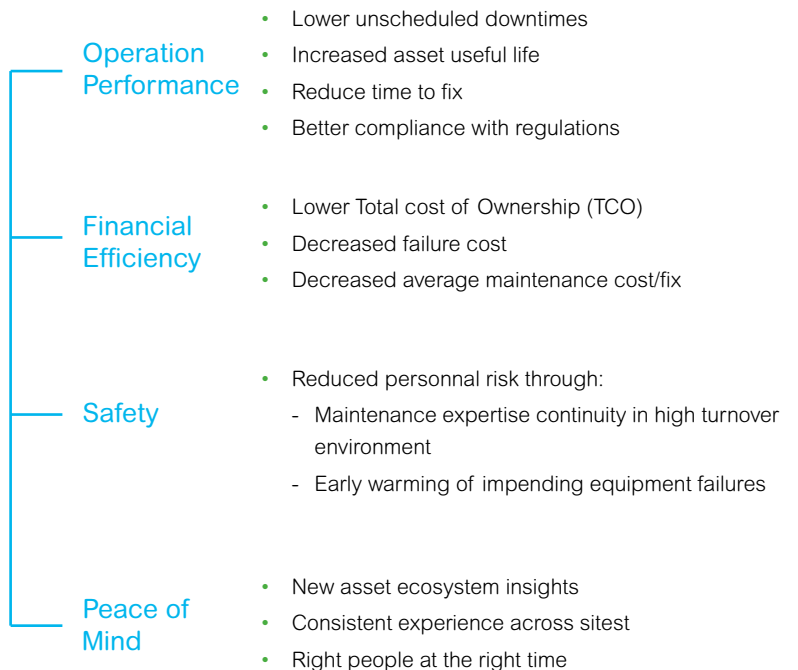 Operation
Performance
• Lower unscheduled downtimes
• Increased asset useful life
• Reduce time to fix
• Better compliance with regulations
Financial
Efficiency
• Lower Total cost of Ownership (TCO)
• Decreased failure cost
• Decreased average maintenance cost/fix
Safety
• Reduced personnal risk through:
- Maintenance expertise continuity in high turnover
environment
- Early warming of impending equipment failures
Peace of
Mind
• New asset ecosystem insights
• Consistent experience across sitest
• Right people at the right time